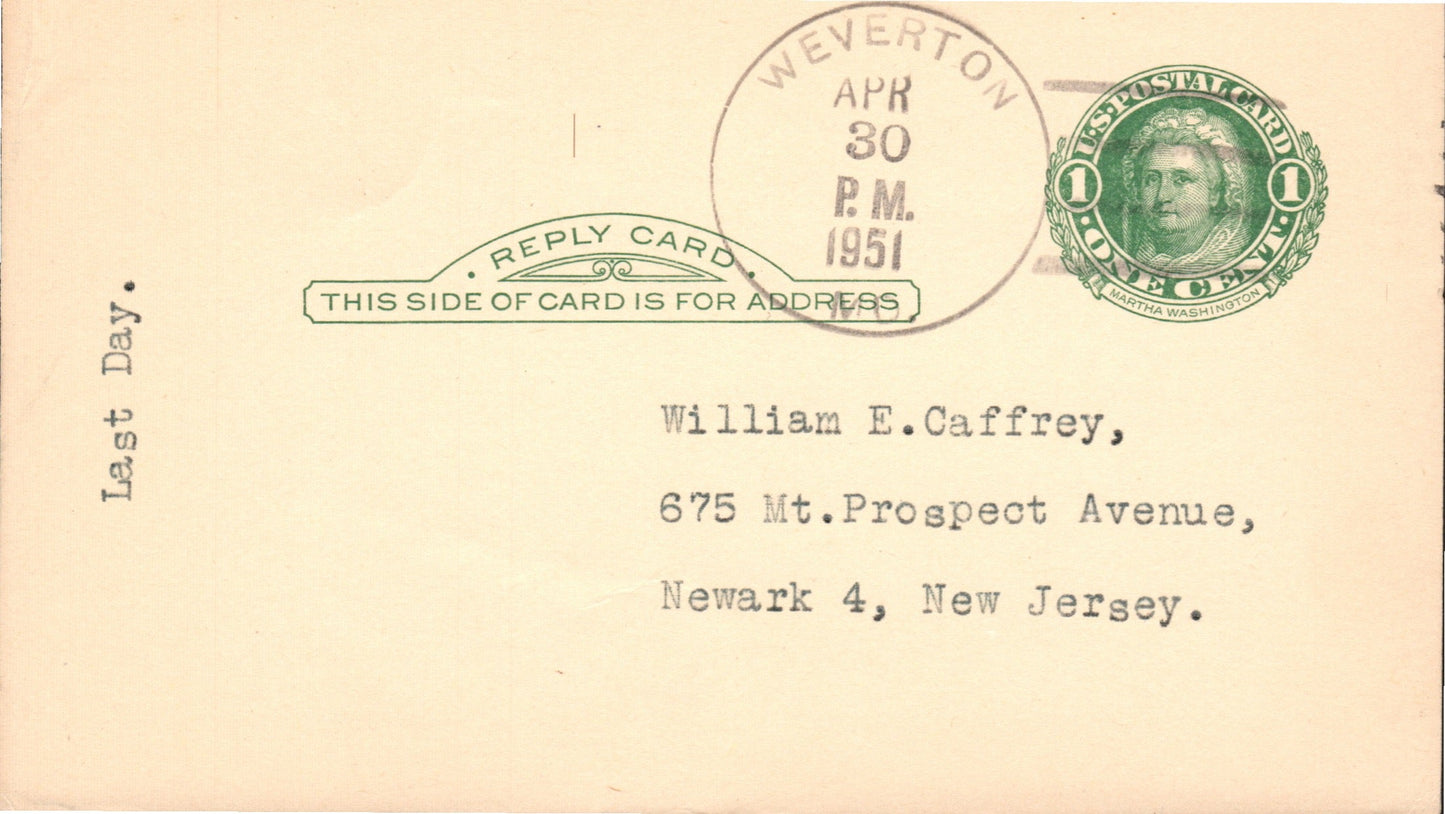 WEVERTON
APR
30
P. M.
1951
MD.
U.S. POSTAL CARD
1 1
ONE CENT
MARTHA WASHINGTON
· REPLY CARD ·
THIS SIDE OF CARD IS FOR ADDRESS
Last Day.
William E.Caffrey,
675 Mt.Prospect Avenue,
Newark 4, New Jersey.